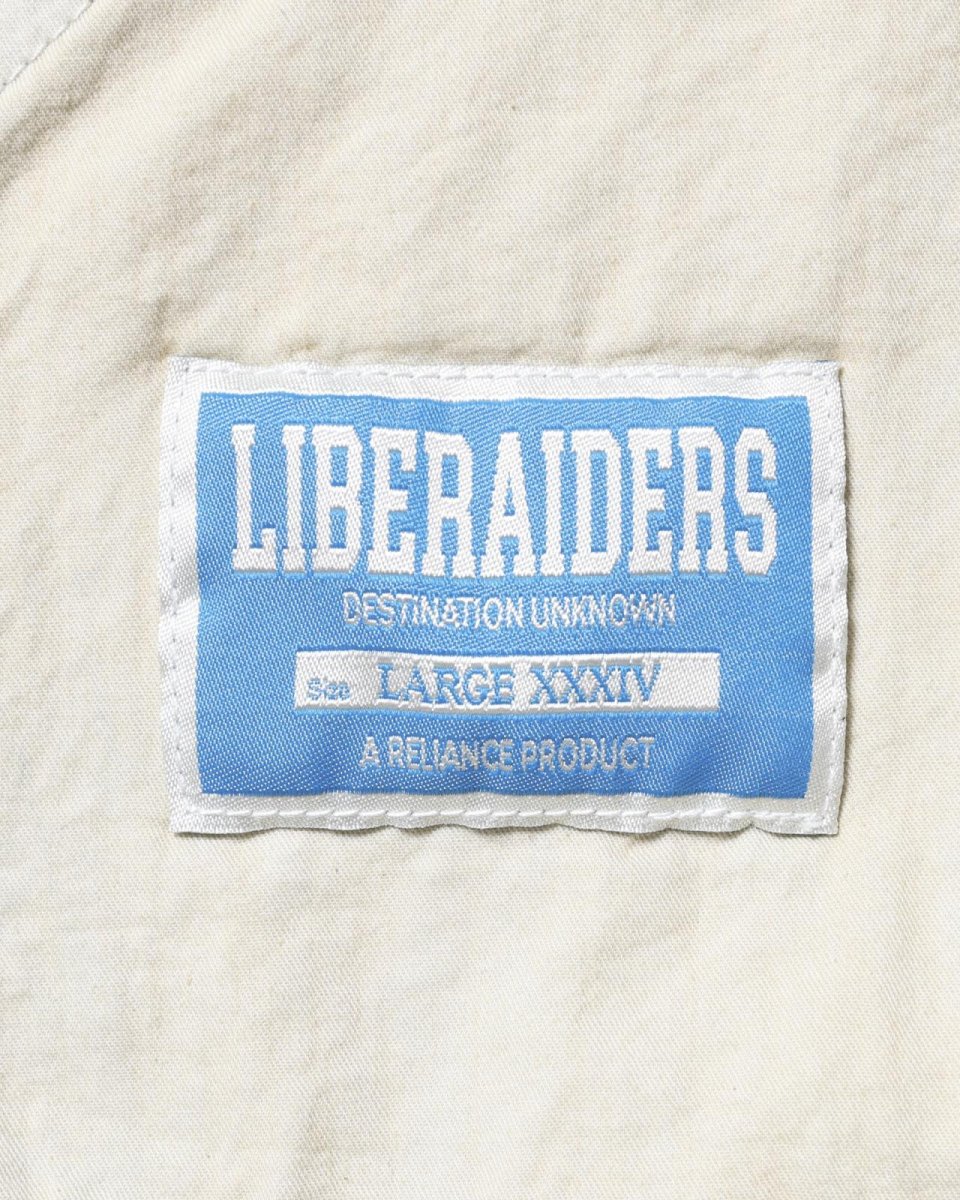 LIBERAIDERS
DESTINATION UNKNOWN
Size LARGE XXXIV
A RELIANCE PRODUCT